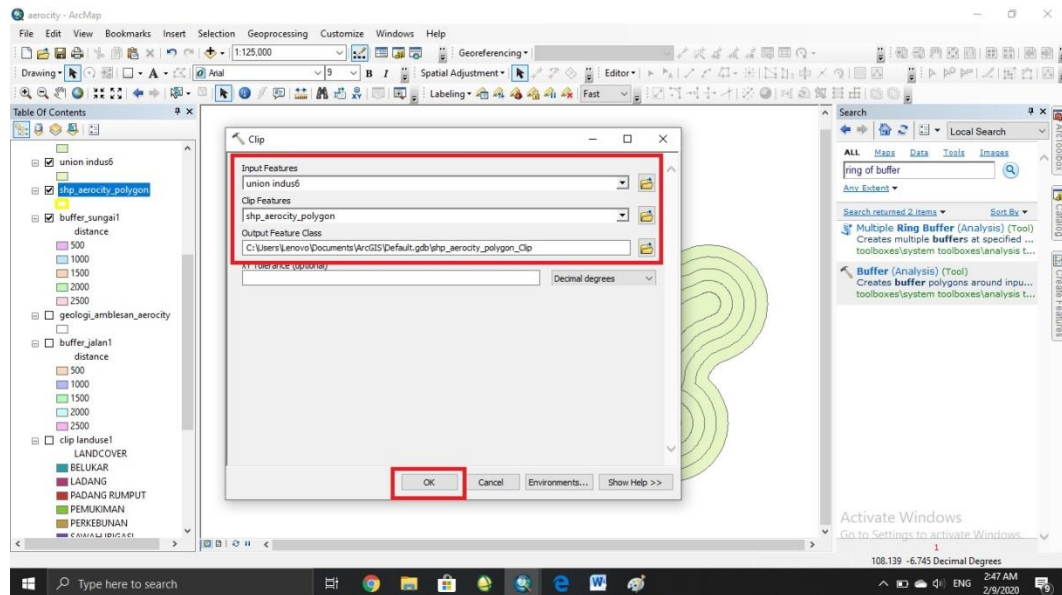 aerocity - ArcMap
File Edit View Bookmarks Insert Selection Geoprocessing Customize Windows Help
1:125,000
Georeferencing
Drawing
Arial
9
B I
Spatial Adjustment
Editor
Labeling
Fast
Table Of Contents
union indus6
shp_aerocity_polygon
buffer_sungai1
distance
500
1000
1500
2000
2500
geologi_amblesan_aerocity
buffer_jalan1
distance
500
1000
1500
2000
2500
clip landuse1
LANDCOVER
BELUKAR
LADANG
PADANG RUMPUT
PEMUKIMAN
PERKEBUNAN
SAWAH IRIGASI
Clip
Input Features
union indus6
Clip Features
shp_aerocity_polygon
Output Feature Class
C:\Users\Lenovo\Documents\ArcGIS\Default.gdb\shp_aerocity_polygon_Clip
XY Tolerance (optional)
Decimal degrees
OK Cancel Environments... Show Help >>
Search
Local Search
ALL Maps Data Tools Images
ring of buffer
Any Extent
Search returned 2 items Sort By
Multiple Ring Buffer (Analysis) (Tool)
Creates multiple buffers at specified ...
toolboxes\system toolboxes\analysis t...
Buffer (Analysis) (Tool)
Creates buffer polygons around inpu...
toolboxes\system toolboxes\analysis t...
ArcToolbox
Catalog
Create Features
Activate Windows
Go to Settings to activate Windows.
1
108.139 -6.745 Decimal Degrees
Type here to search
ENG
2:47 AM
2/9/2020